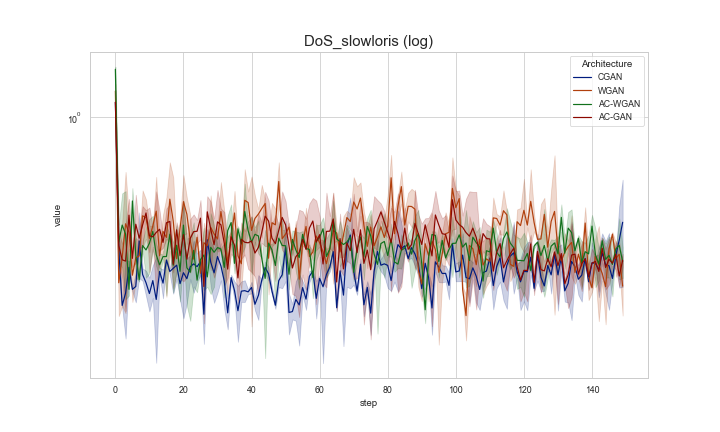 DoS_slowloris (log)
Architecture
CGAN
WGAN
AC-WGAN
AC-GAN
10⁰
value
0 20 40 60 80 100 120 140
step